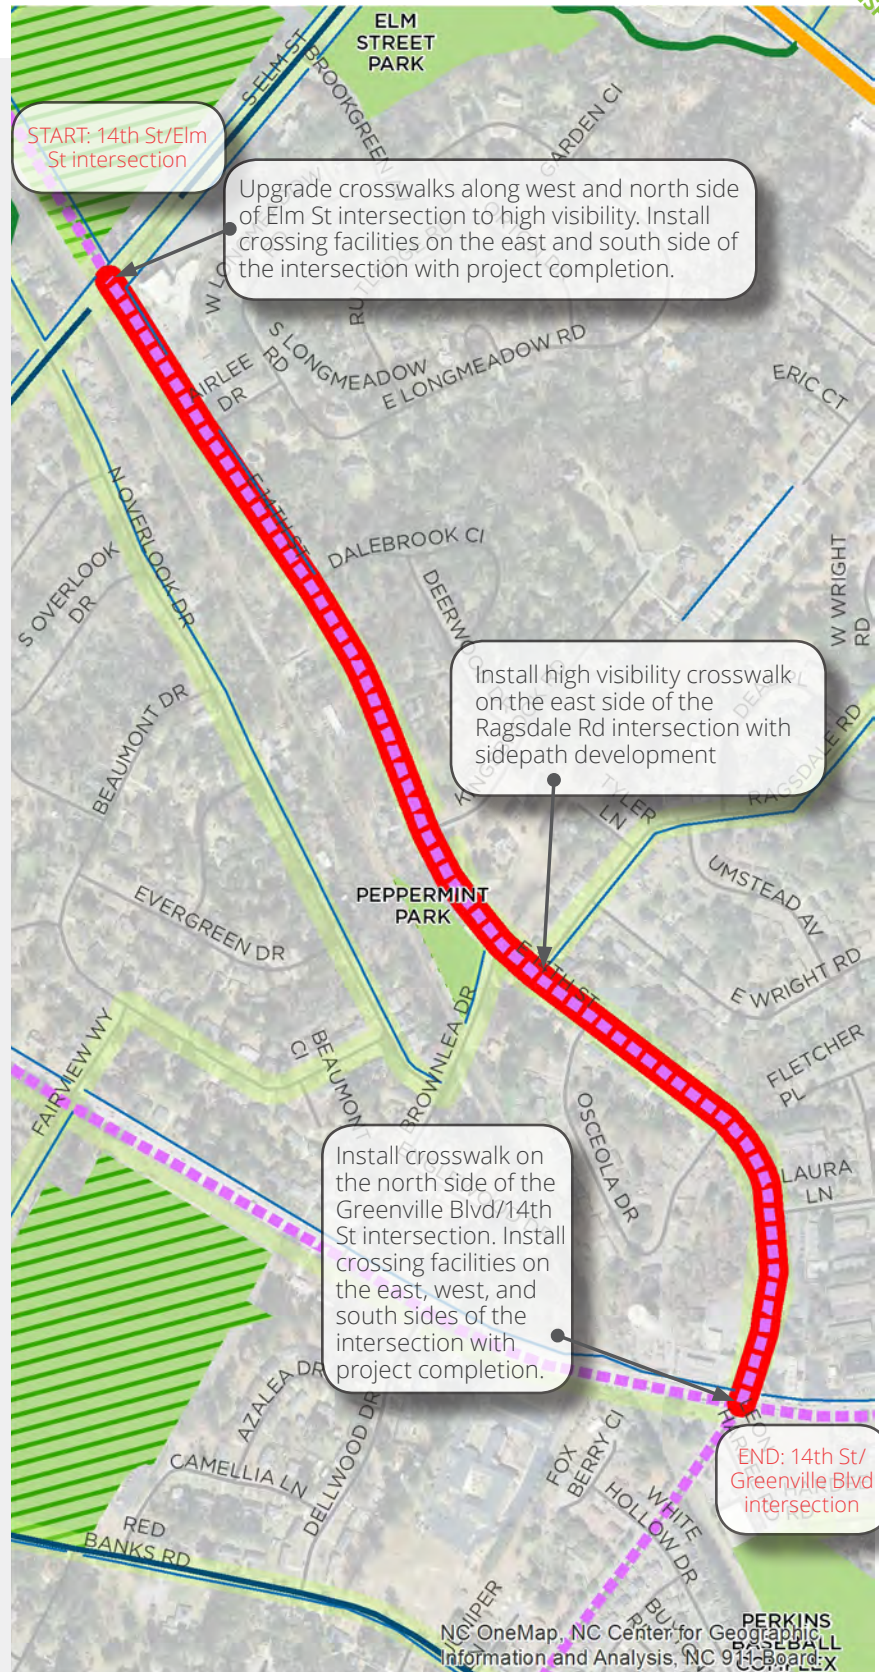 ELM
STREET
PARK
S ELM ST
BROOKGREEN
GARDEN CI
START: 14th St/Elm
St intersection
Upgrade crosswalks along west and north side
of Elm St intersection to high visibility. Install
crossing facilities on the east and south side of
the intersection with project completion.
S LONGMEADOW
RD
E LONGMEADOW RD
AIRLEE
DR
ERIC CT
E 14TH ST
N OVERLOOK DR
S OVERLOOK
DR
DALEBROOK CI
W WRIGHT
RD
Install high visibility crosswalk
on the east side of the
Ragsdale Rd intersection with
sidepath development
BEAUMONT DR
TYLER
LN
RAGSDALE RD
UMSTEAD AV
PEPPERMINT
PARK
EVERGREEN DR
E 14TH ST
E WRIGHT RD
BROWNLEA DR
FAIRVIEW WY
BEAUMONT
CI
FLETCHER
PL
OSCEOLA DR
LAURA
LN
Install crosswalk on
the north side of the
Greenville Blvd/14th
St intersection. Install
crossing facilities on
the east, west, and
south sides of the
intersection with
project completion.
AZALEA DR
CAMELLIA LN
DELLWOOD DR
FOX
BERRY CI
WHITE
HOLLOW DR
END: 14th St/
Greenville Blvd
intersection
RED
BANKS RD
PERKINS
BASEBALL
COMPLEX
NC OneMap, NC Center for Geographic
Information and Analysis, NC 911 Board